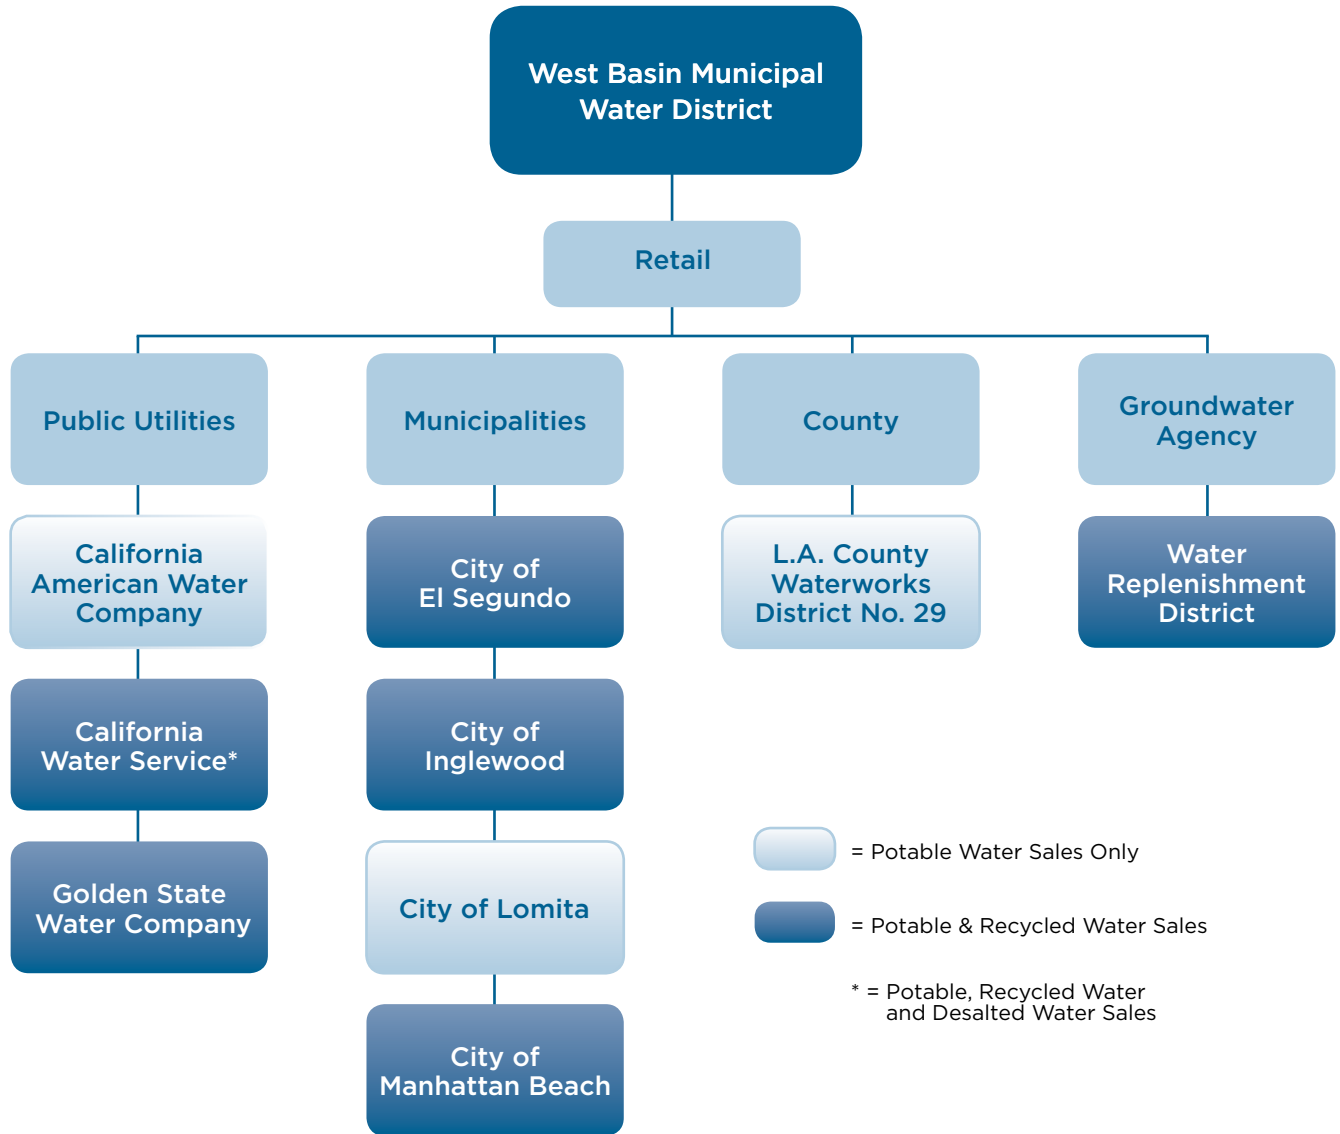 West Basin Municipal
Water District
Retail
Public Utilities
Municipalities
County
Groundwater
Agency
California
American Water
Company
City of
El Segundo
L.A. County
Waterworks
District No. 29
Water
Replenishment
District
California
Water Service*
City of
Inglewood
Golden State
Water Company
City of Lomita
City of
Manhattan Beach
= Potable Water Sales Only
= Potable & Recycled Water Sales
* = Potable, Recycled Water
and Desalted Water Sales